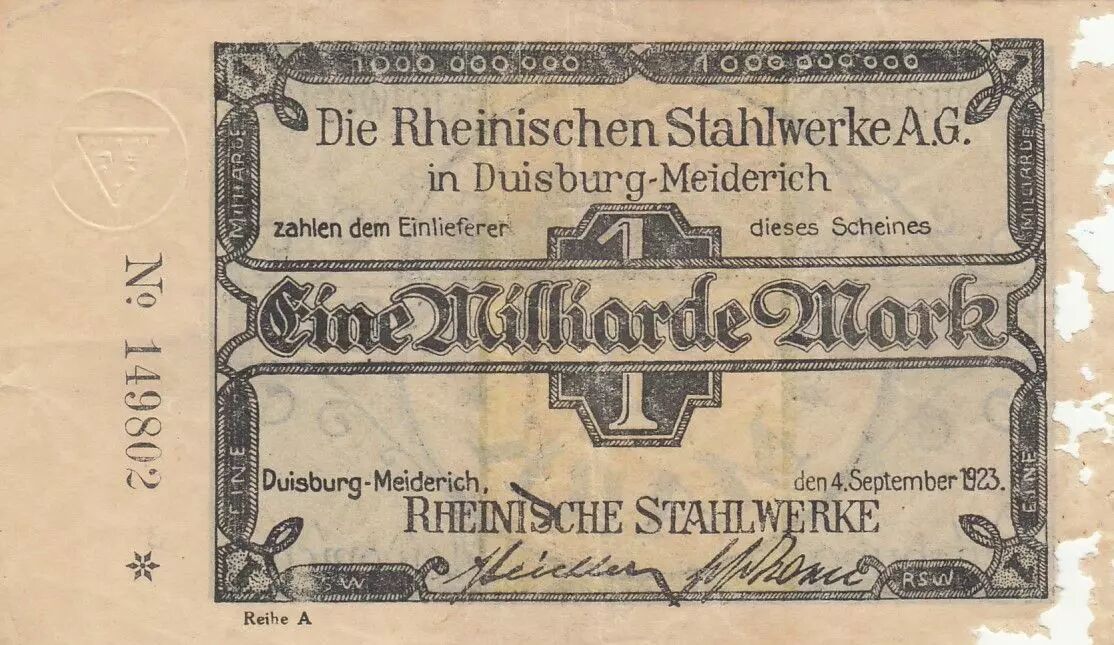 1000 000 000 1 000 000 000
Die Rheinischen Stahlwerke A.G.
in Duisburg-Meiderich
zahlen dem Einlieferer dieses Scheines
1
Eine Milliarde Mark
1
Duisburg-Meiderich, den 4. September 1923.
RHEINISCHE STAHLWERKE
RSW RSW
Reihe A
No 149802 *
MILLIARDE
EINE
MILLIARDE
EINE